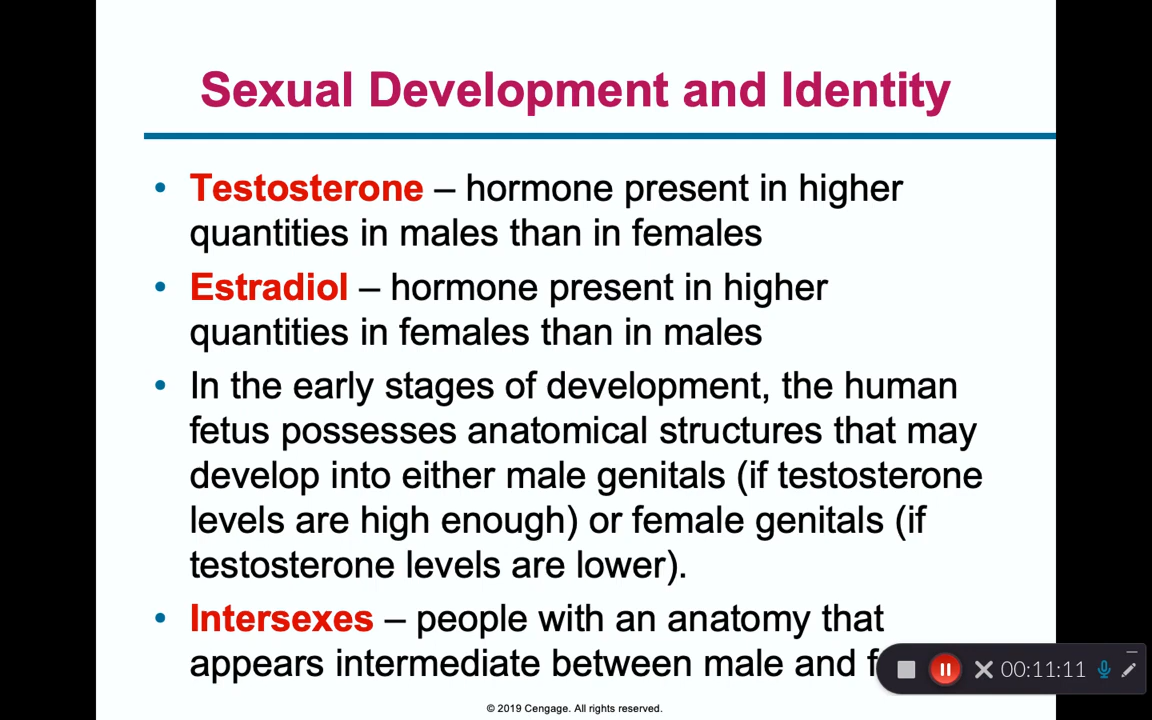 Sexual Development and Identity
• Testosterone – hormone present in higher
quantities in males than in females
• Estradiol – hormone present in higher
quantities in females than in males
• In the early stages of development, the human
fetus possesses anatomical structures that may
develop into either male genitals (if testosterone
levels are high enough) or female genitals (if
testosterone levels are lower).
• Intersexes – people with an anatomy that
appears intermediate between male and
00:11:11
© 2019 Cengage. All rights reserved.